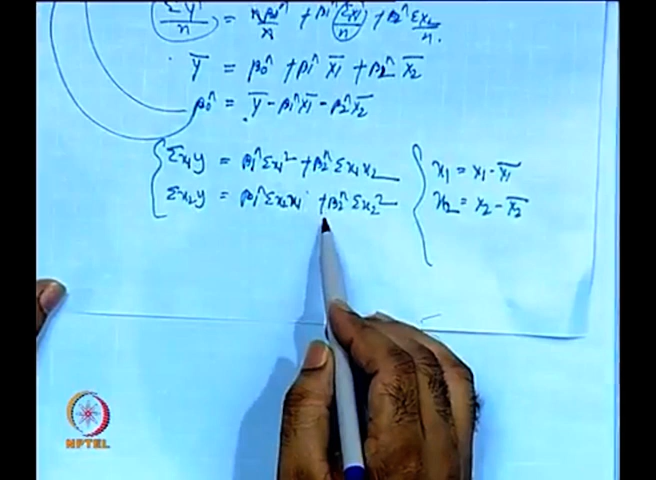 ΣY/n = nβ0^/n + β1^ ΣX1/n + β2^ ΣX2/n.
Ȳ = β0^ + β1^ X̄1 + β2^ X̄2
β0^ = Ȳ - β1^ X̄1 - β2^ X̄2
Σx1y = β1^ Σx1² + β2^ Σx1x2
Σx2y = β1^ Σx2x1 + β2^ Σx2²
x1 = X1 - X̄1
x2 = X2 - X̄2
NPTEL